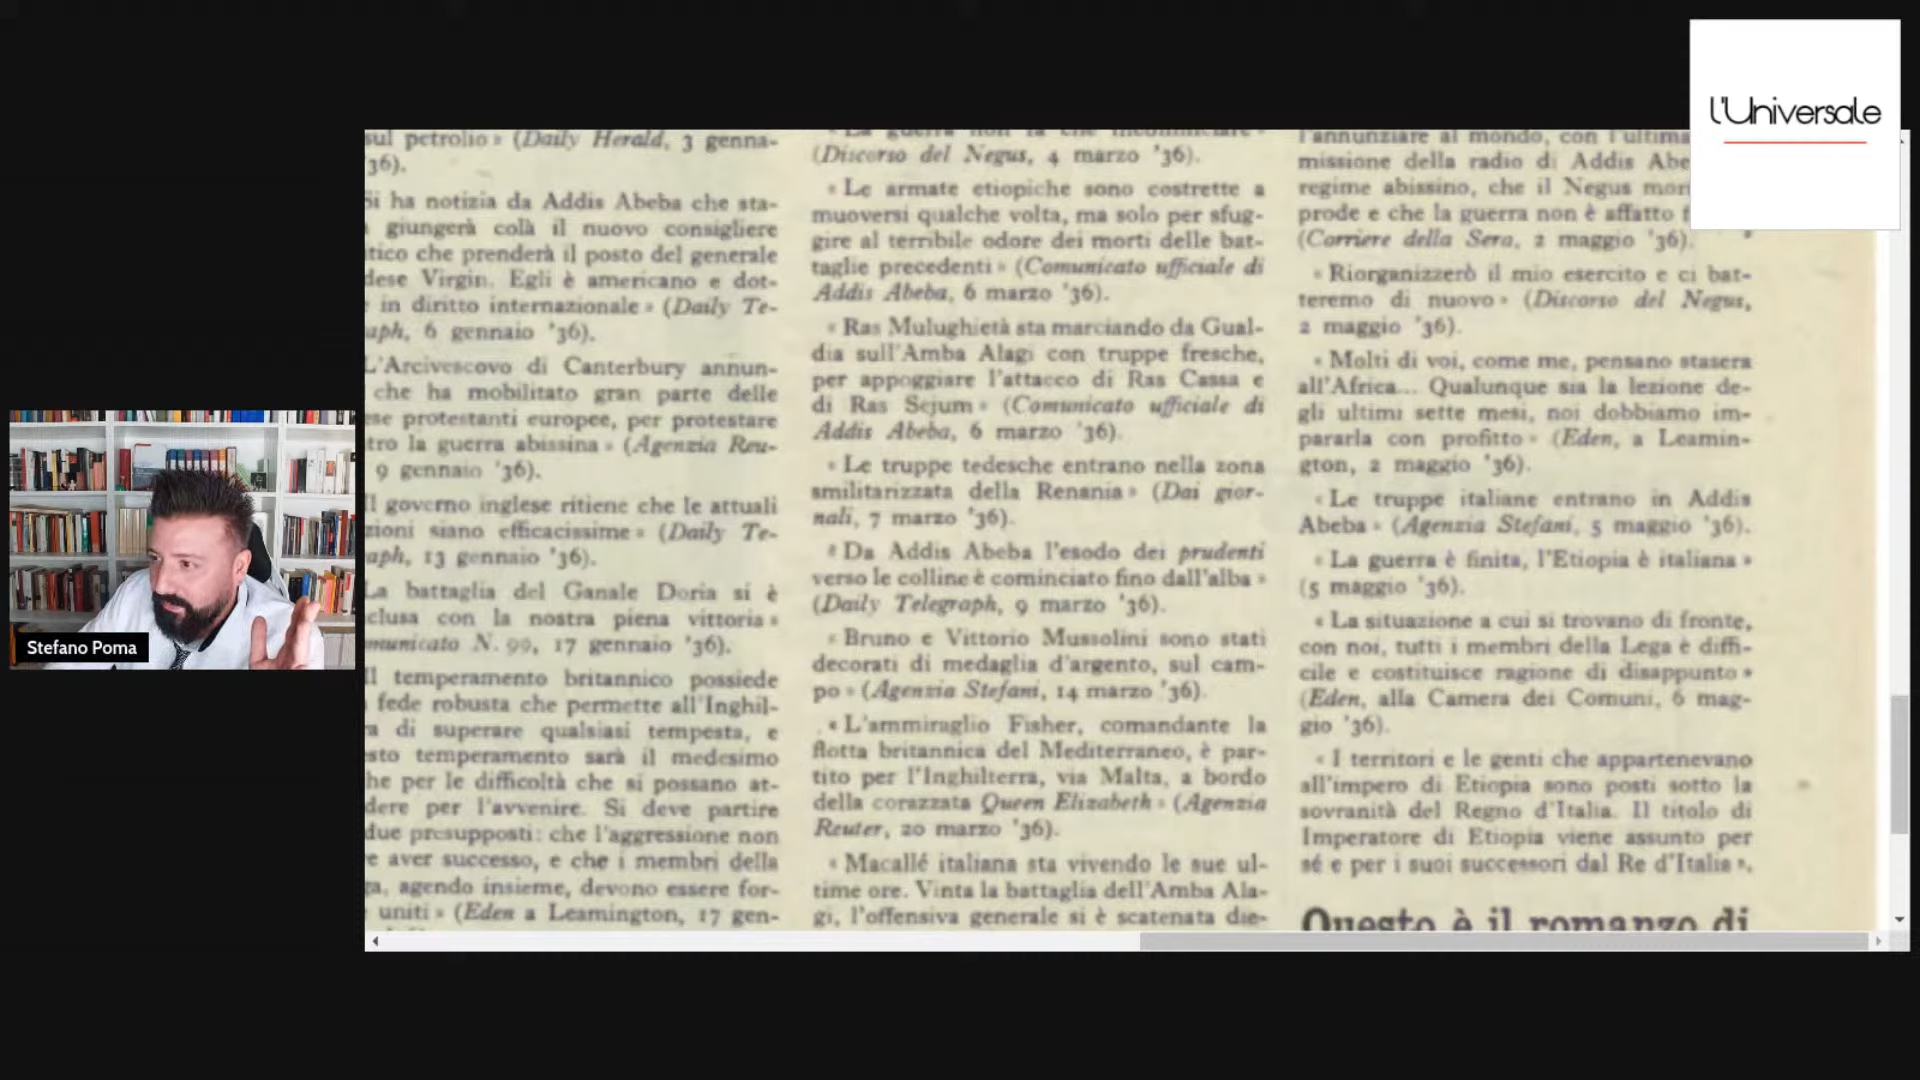 sul petrolio » (Daily Herald, 3 genna-
'36).
Si ha notizia da Addis Abeba che sta-
giungerà colà il nuovo consigliere
tico che prenderà il posto del generale
dese Virgin. Egli è americano e dot-
in diritto internazionale » (Daily Te-
aph, 6 gennaio '36).
L'Arcivescovo di Canterbury annun-
che ha mobilitato gran parte delle
ese protestanti europee, per protestare
tro la guerra abissina » (Agenzia Reu-
9 gennaio '36).
Il governo inglese ritiene che le attuali
zioni siano efficacissime » (Daily Te-
aph, 13 gennaio '36).
La battaglia del Ganale Doria si è
clusa con la nostra piena vittoria »
omunicato N. 99, 17 gennaio '36).
Il temperamento britannico possiede
fede robusta che permette all'Inghil-
ra di superare qualsiasi tempesta, e
esto temperamento sarà il medesimo
he per le difficoltà che si possano at-
dere per l'avvenire. Si deve partire
due presupposti: che l'aggressione non
e aver successo, e che i membri della
ga, agendo insieme, devono essere for-
uniti » (Eden a Leamington, 17 gen-
« La guerra non fa che incominciare »
(Discorso del Negus, 4 marzo '36).
« Le armate etiopiche sono costrette a
muoversi qualche volta, ma solo per sfug-
gire al terribile odore dei morti delle bat-
taglie precedenti » (Comunicato ufficiale di
Addis Abeba, 6 marzo '36).
« Ras Mulughietà sta marciando da Gual-
dia sull'Amba Alagi con truppe fresche,
per appoggiare l'attacco di Ras Cassa e
di Ras Sejum » (Comunicato ufficiale di
Addis Abeba, 6 marzo '36).
« Le truppe tedesche entrano nella zona
smilitarizzata della Renania » (Dai gior-
nali, 7 marzo '36).
« Da Addis Abeba l'esodo dei prudenti
verso le colline è cominciato fino dall'alba »
(Daily Telegraph, 9 marzo '36).
« Bruno e Vittorio Mussolini sono stati
decorati di medaglia d'argento, sul cam-
po » (Agenzia Stefani, 14 marzo '36).
« L'ammiraglio Fisher, comandante la
flotta britannica del Mediterraneo, è par-
tito per l'Inghilterra, via Malta, a bordo
della corazzata Queen Elizabeth » (Agenzia
Reuter, 20 marzo '36).
« Macallé italiana sta vivendo le sue ul-
time ore. Vinta la battaglia dell'Amba Ala-
gi, l'offensiva generale si è scatenata die-
l'annunziare al mondo, con l'ultima
missione della radio di Addis Abe
regime abissino, che il Negus mor
prode e che la guerra non è affatto f
(Corriere della Sera, 2 maggio '36).
« Riorganizzerò il mio esercito e ci bat-
teremo di nuovo » (Discorso del Negus,
2 maggio '36).
« Molti di voi, come me, pensano stasera
all'Africa... Qualunque sia la lezione de-
gli ultimi sette mesi, noi dobbiamo im-
pararla con profitto » (Eden, a Leamin-
gton, 2 maggio '36).
« Le truppe italiane entrano in Addis
Abeba » (Agenzia Stefani, 5 maggio '36).
« La guerra è finita, l'Etiopia è italiana »
(5 maggio '36).
« La situazione a cui si trovano di fronte,
con noi, tutti i membri della Lega è diffi-
cile e costituisce ragione di disappunto »
(Eden, alla Camera dei Comuni, 6 mag-
gio '36).
« I territori e le genti che appartenevano
all'impero di Etiopia sono posti sotto la
sovranità del Regno d'Italia. Il titolo di
Imperatore di Etiopia viene assunto per
sé e per i suoi successori dal Re d'Italia ».
Questo è il romanzo di
l'Universale
Stefano Poma